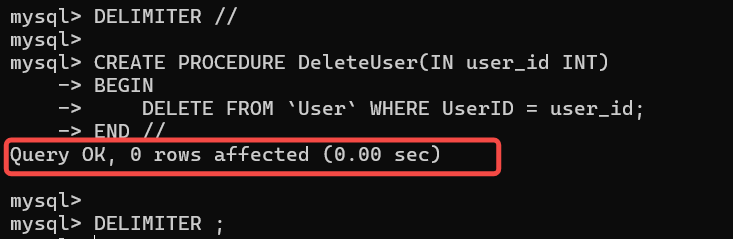 mysql> DELIMITER //
mysql>
mysql> CREATE PROCEDURE DeleteUser(IN user_id INT)
    -> BEGIN
    ->     DELETE FROM `User` WHERE UserID = user_id;
    -> END //
Query OK, 0 rows affected (0.00 sec)

mysql>
mysql> DELIMITER ;